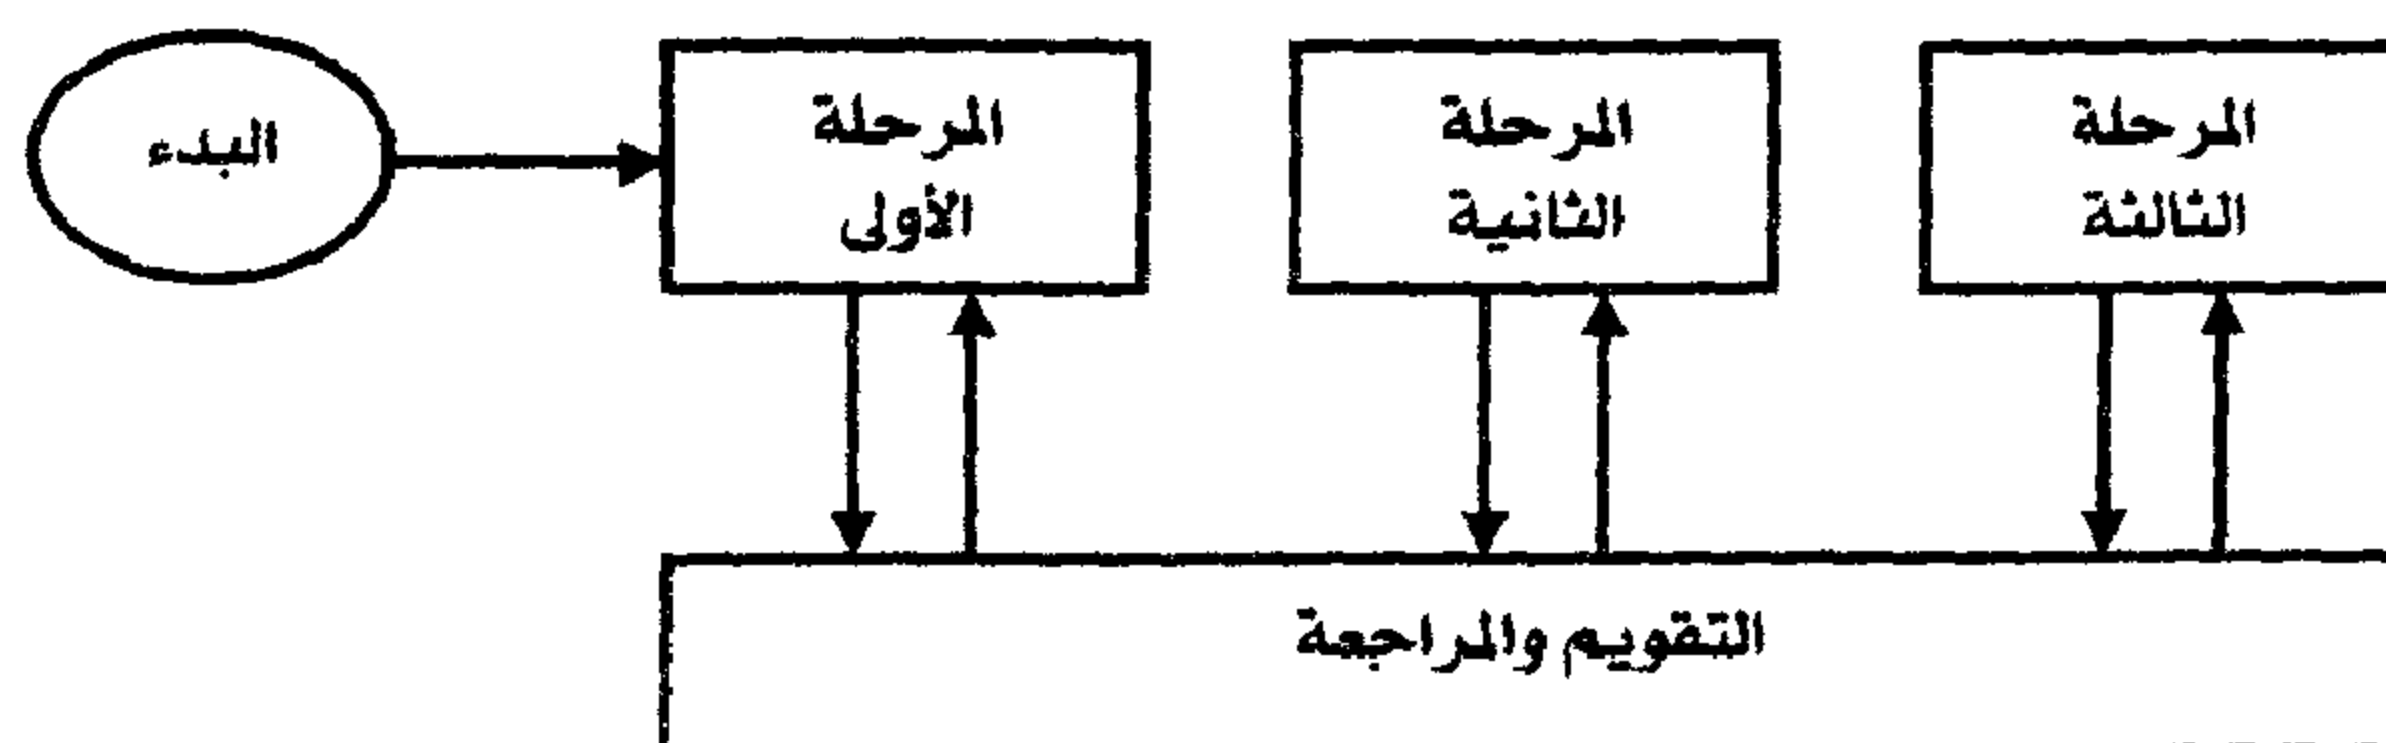 البدء
المرحلة
الأولى
المرحلة
الثانية
المرحلة
الثالثة
التقويم والمراجعة